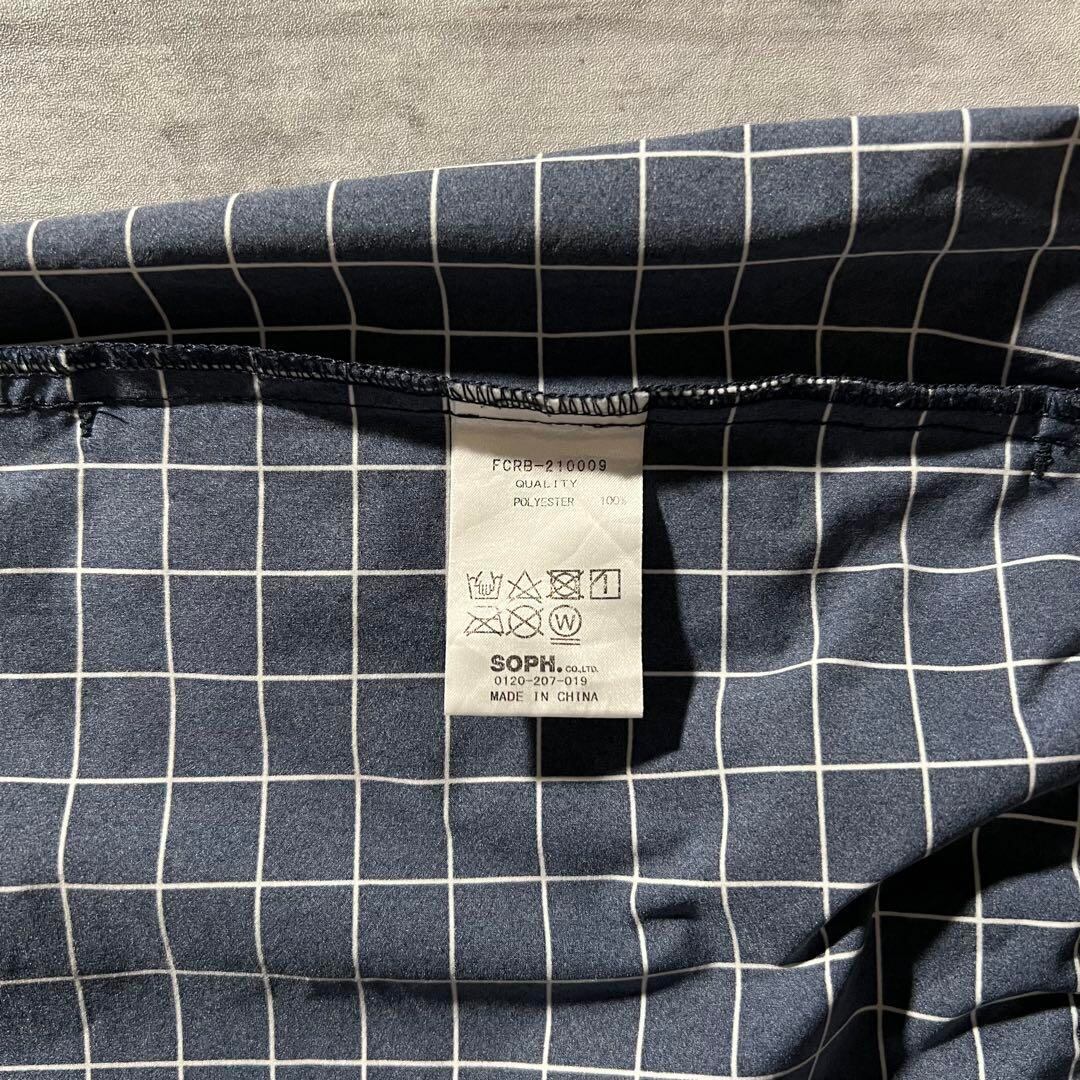 FCRB-210009
QUALITY
POLYESTER 100%
W
SOPH. CO.,LTD.
0120-207-019
MADE IN CHINA